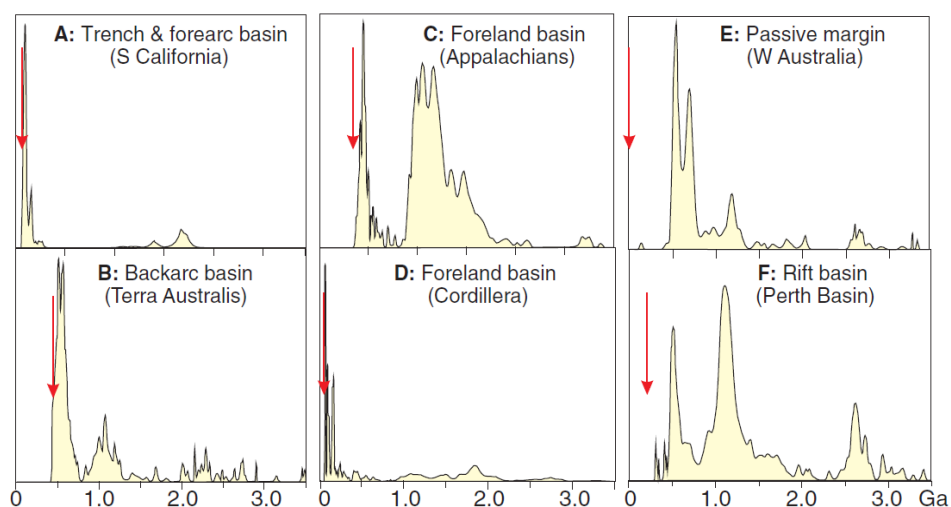 A: Trench & forearc basin
(S California)
C: Foreland basin
(Appalachians)
E: Passive margin
(W Australia)
B: Backarc basin
(Terra Australis)
D: Foreland basin
(Cordillera)
F: Rift basin
(Perth Basin)
0 1.0 2.0 3.0 0 1.0 2.0 3.0 0 1.0 2.0 3.0 Ga